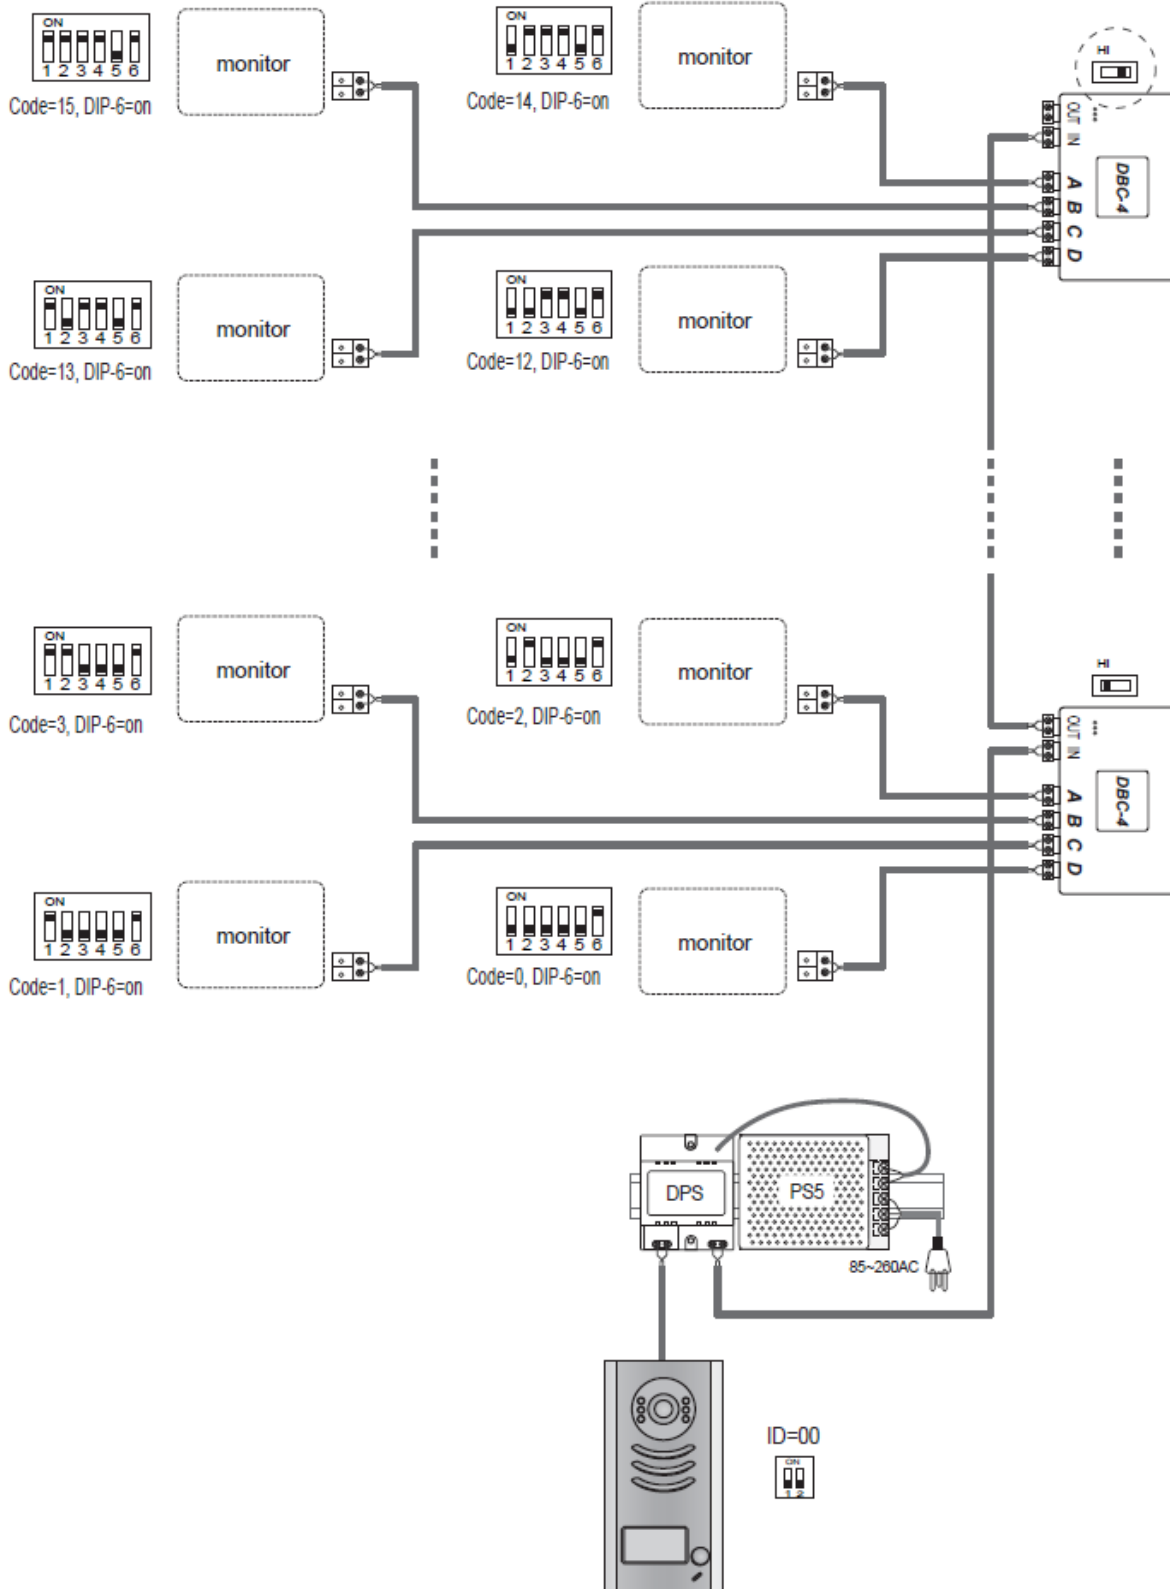 ON
1 2 3 4 5 6
Code=15, DIP-6=on
monitor
ON
1 2 3 4 5 6
Code=14, DIP-6=on
monitor
HI
OUT IN
A B C D
DBC-4
ON
1 2 3 4 5 6
Code=13, DIP-6=on
monitor
ON
1 2 3 4 5 6
Code=12, DIP-6=on
monitor
ON
1 2 3 4 5 6
Code=3, DIP-6=on
monitor
ON
1 2 3 4 5 6
Code=2, DIP-6=on
monitor
HI
OUT IN
A B C D
DBC-4
ON
1 2 3 4 5 6
Code=1, DIP-6=on
monitor
ON
1 2 3 4 5 6
Code=0, DIP-6=on
monitor
DPS
PS5
85~260AC
ID=00
ON
1 2